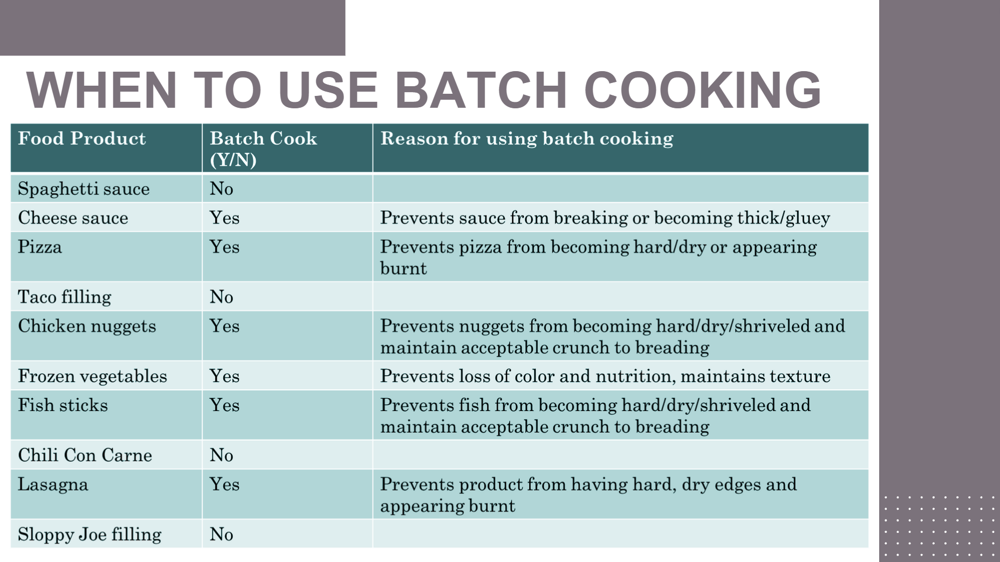 WHEN TO USE BATCH COOKING
Food Product
Batch Cook
(Y/N)
Reason for using batch cooking
Spaghetti sauce
No
Cheese sauce
Yes
Prevents sauce from breaking or becoming thick/gluey
Pizza
Yes
Prevents pizza from becoming hard/dry or appearing
burnt
Taco filling
No
Chicken nuggets
Yes
Prevents nuggets from becoming hard/dry/shriveled and
maintain acceptable crunch to breading
Frozen vegetables
Yes
Prevents loss of color and nutrition, maintains texture
Fish sticks
Yes
Prevents fish from becoming hard/dry/shriveled and
maintain acceptable crunch to breading
Chili Con Carne
No
Lasagna
Yes
Prevents product from having hard, dry edges and
appearing burnt
Sloppy Joe filling
No